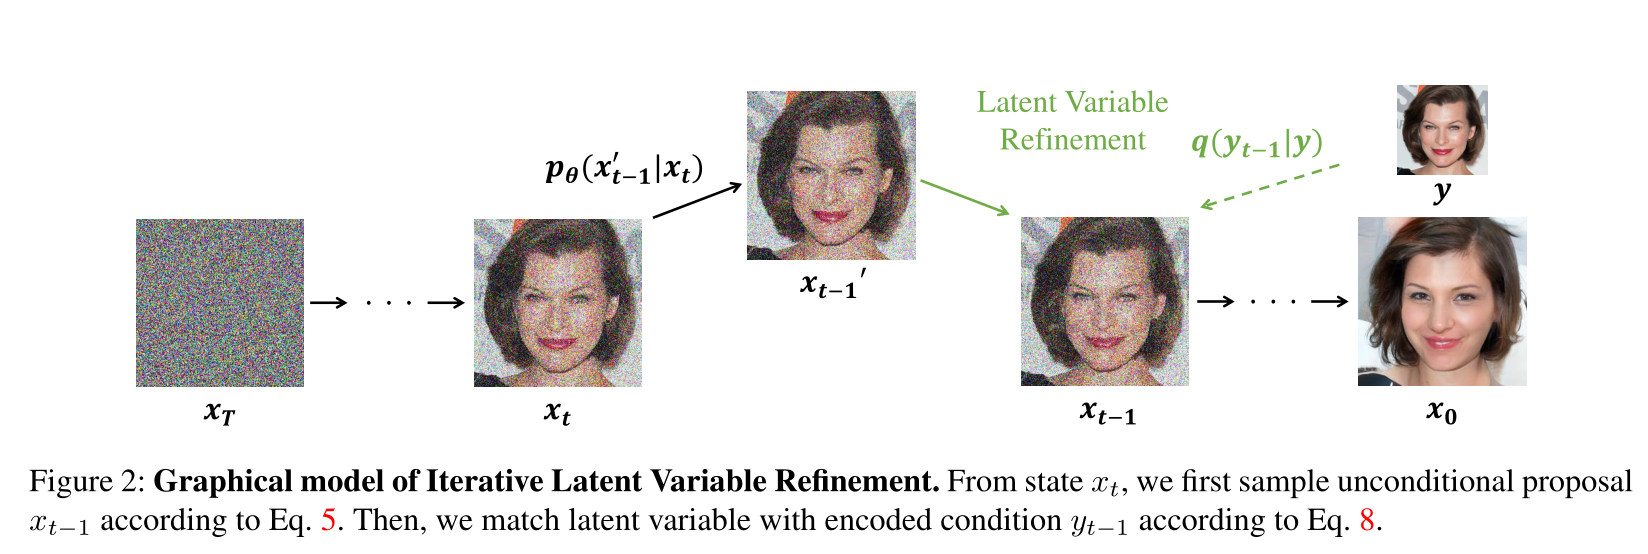 Latent Variable
Refinement
q(y_{t−1}|y)
p_θ(x′_{t−1}|x_t)
y
x_{t−1}′
x_T
· · ·
x_t
x_{t−1}
· · ·
x_0
Figure 2: Graphical model of Iterative Latent Variable Refinement. From state x_t, we first sample unconditional proposal
x_{t−1} according to Eq. 5. Then, we match latent variable with encoded condition y_{t−1} according to Eq. 8.